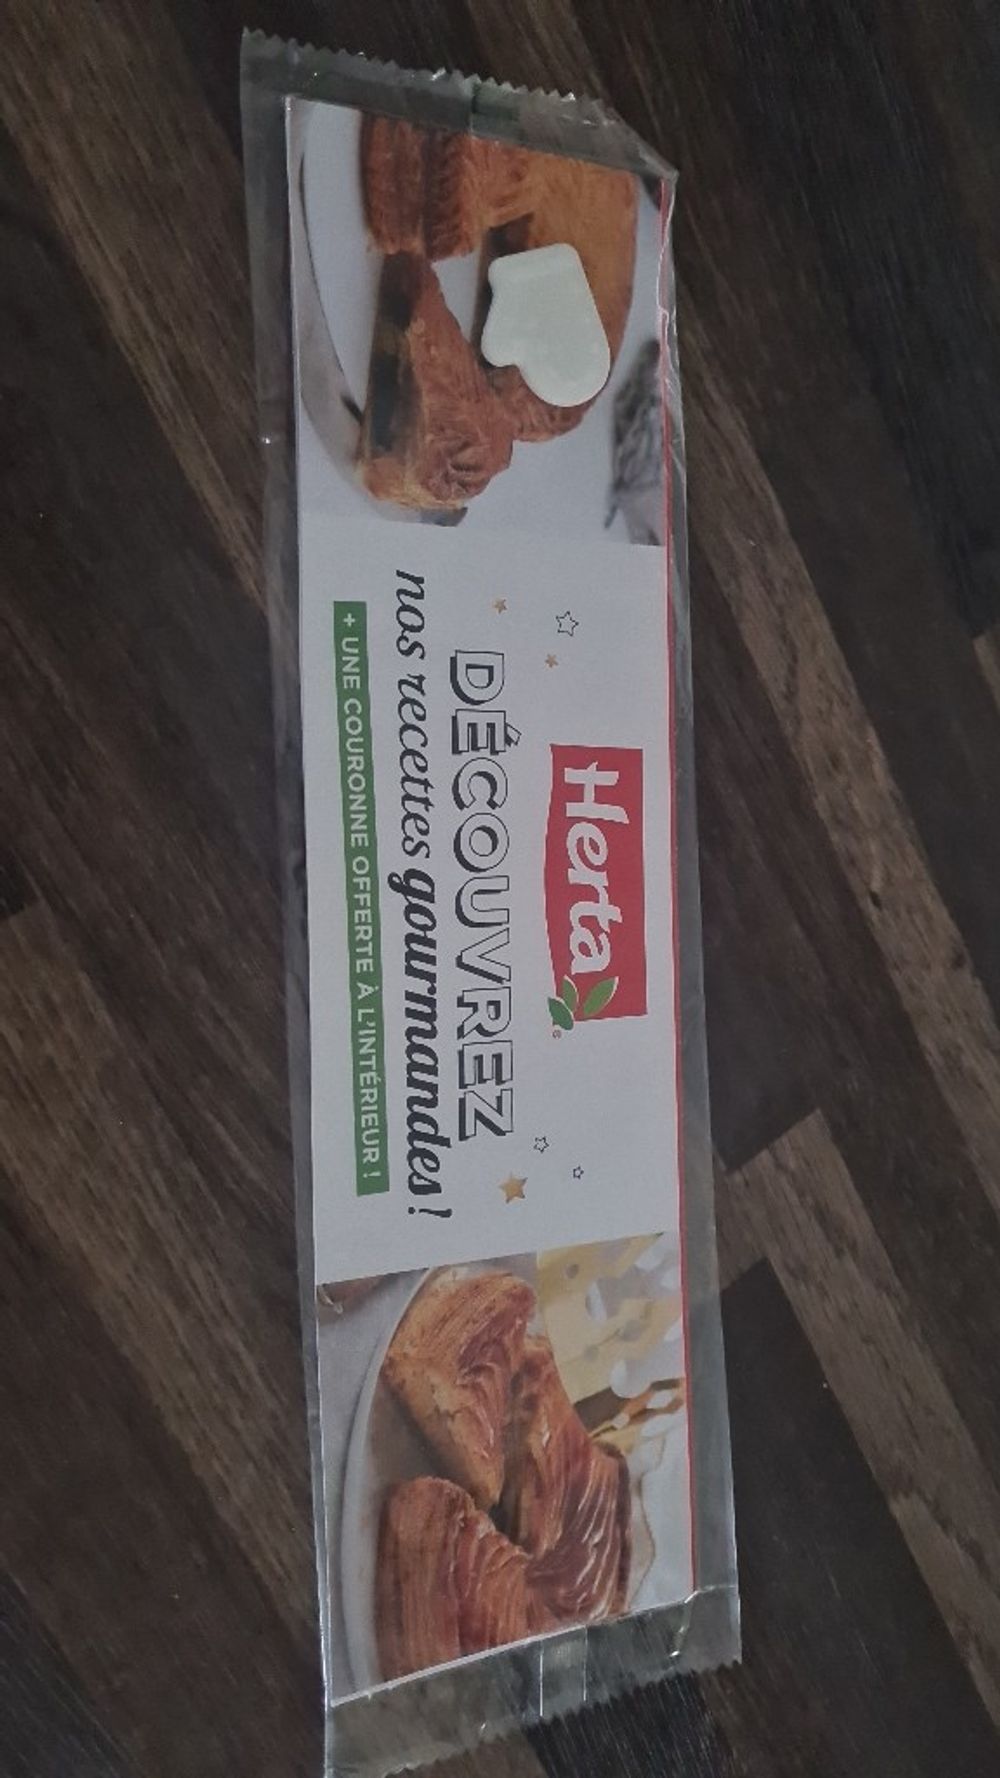 Herta
DÉCOUVREZ
nos recettes gourmandes !
+ UNE COURONNE OFFERTE À L'INTÉRIEUR !